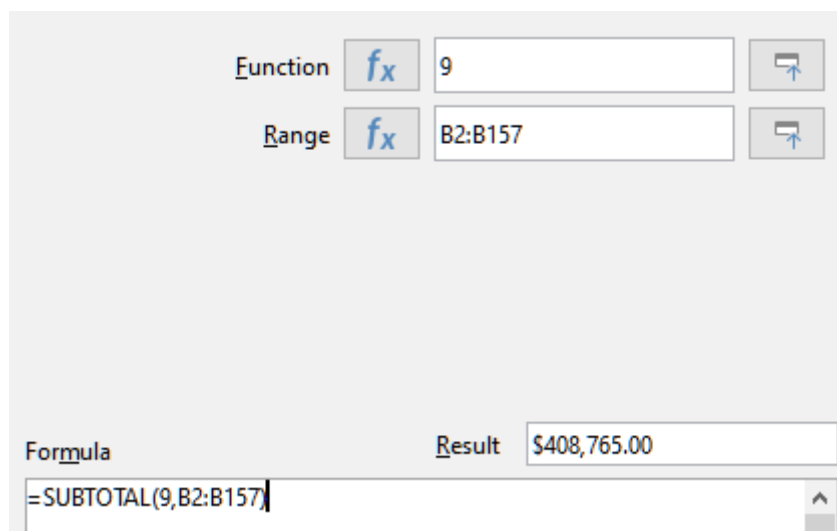 Function fx 9
Range fx B2:B157
Formula Result $408,765.00
=SUBTOTAL(9,B2:B157)